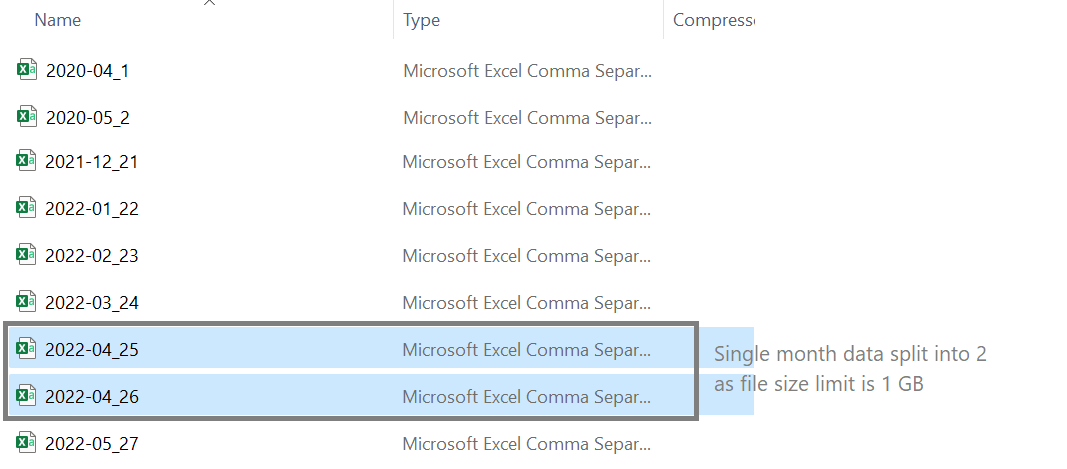 Name Type Compress
2020-04_1 Microsoft Excel Comma Separ...
2020-05_2 Microsoft Excel Comma Separ...
2021-12_21 Microsoft Excel Comma Separ...
2022-01_22 Microsoft Excel Comma Separ...
2022-02_23 Microsoft Excel Comma Separ...
2022-03_24 Microsoft Excel Comma Separ...
2022-04_25 Microsoft Excel Comma Separ...
2022-04_26 Microsoft Excel Comma Separ...
Single month data split into 2
as file size limit is 1 GB
2022-05_27 Microsoft Excel Comma Separ...